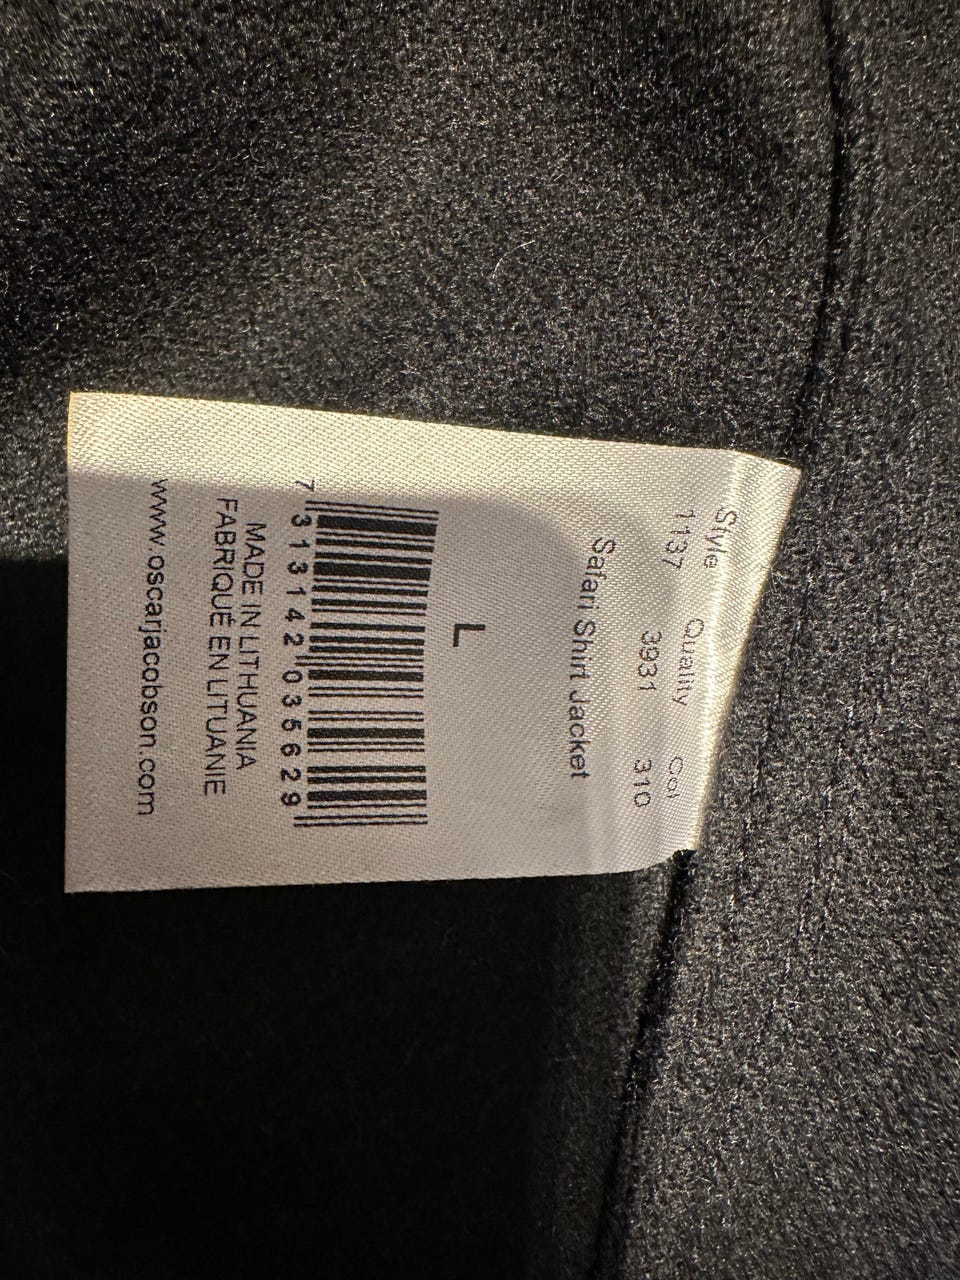 Style Quality Col
1137 3931 310
Safari Shirt Jacket
L
7 313142 035629
MADE IN LITHUANIA
FABRIQUÉ EN LITUANIE
www.oscarjacobson.com